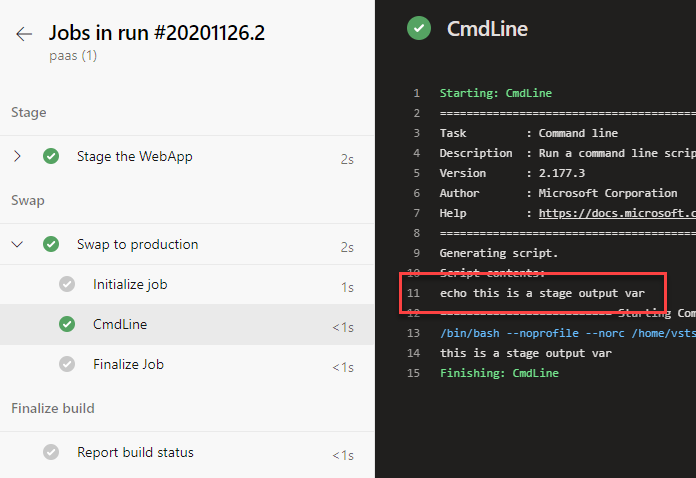 Jobs in run #20201126.2
paas (1)
Stage
Stage the WebApp 2s
Swap
Swap to production 2s
Initialize job 1s
CmdLine <1s
Finalize Job <1s
Finalize build
Report build status <1s
CmdLine
1 Starting: CmdLine
2 ==========================================
3 Task : Command line
4 Description : Run a command line scrip
5 Version : 2.177.3
6 Author : Microsoft Corporation
7 Help : https://docs.microsoft.c
8 ==========================================
9 Generating script.
10 Script contents:
11 echo this is a stage output var
12 ========================== Starting Com
13 /bin/bash --noprofile --norc /home/vsts
14 this is a stage output var
15 Finishing: CmdLine